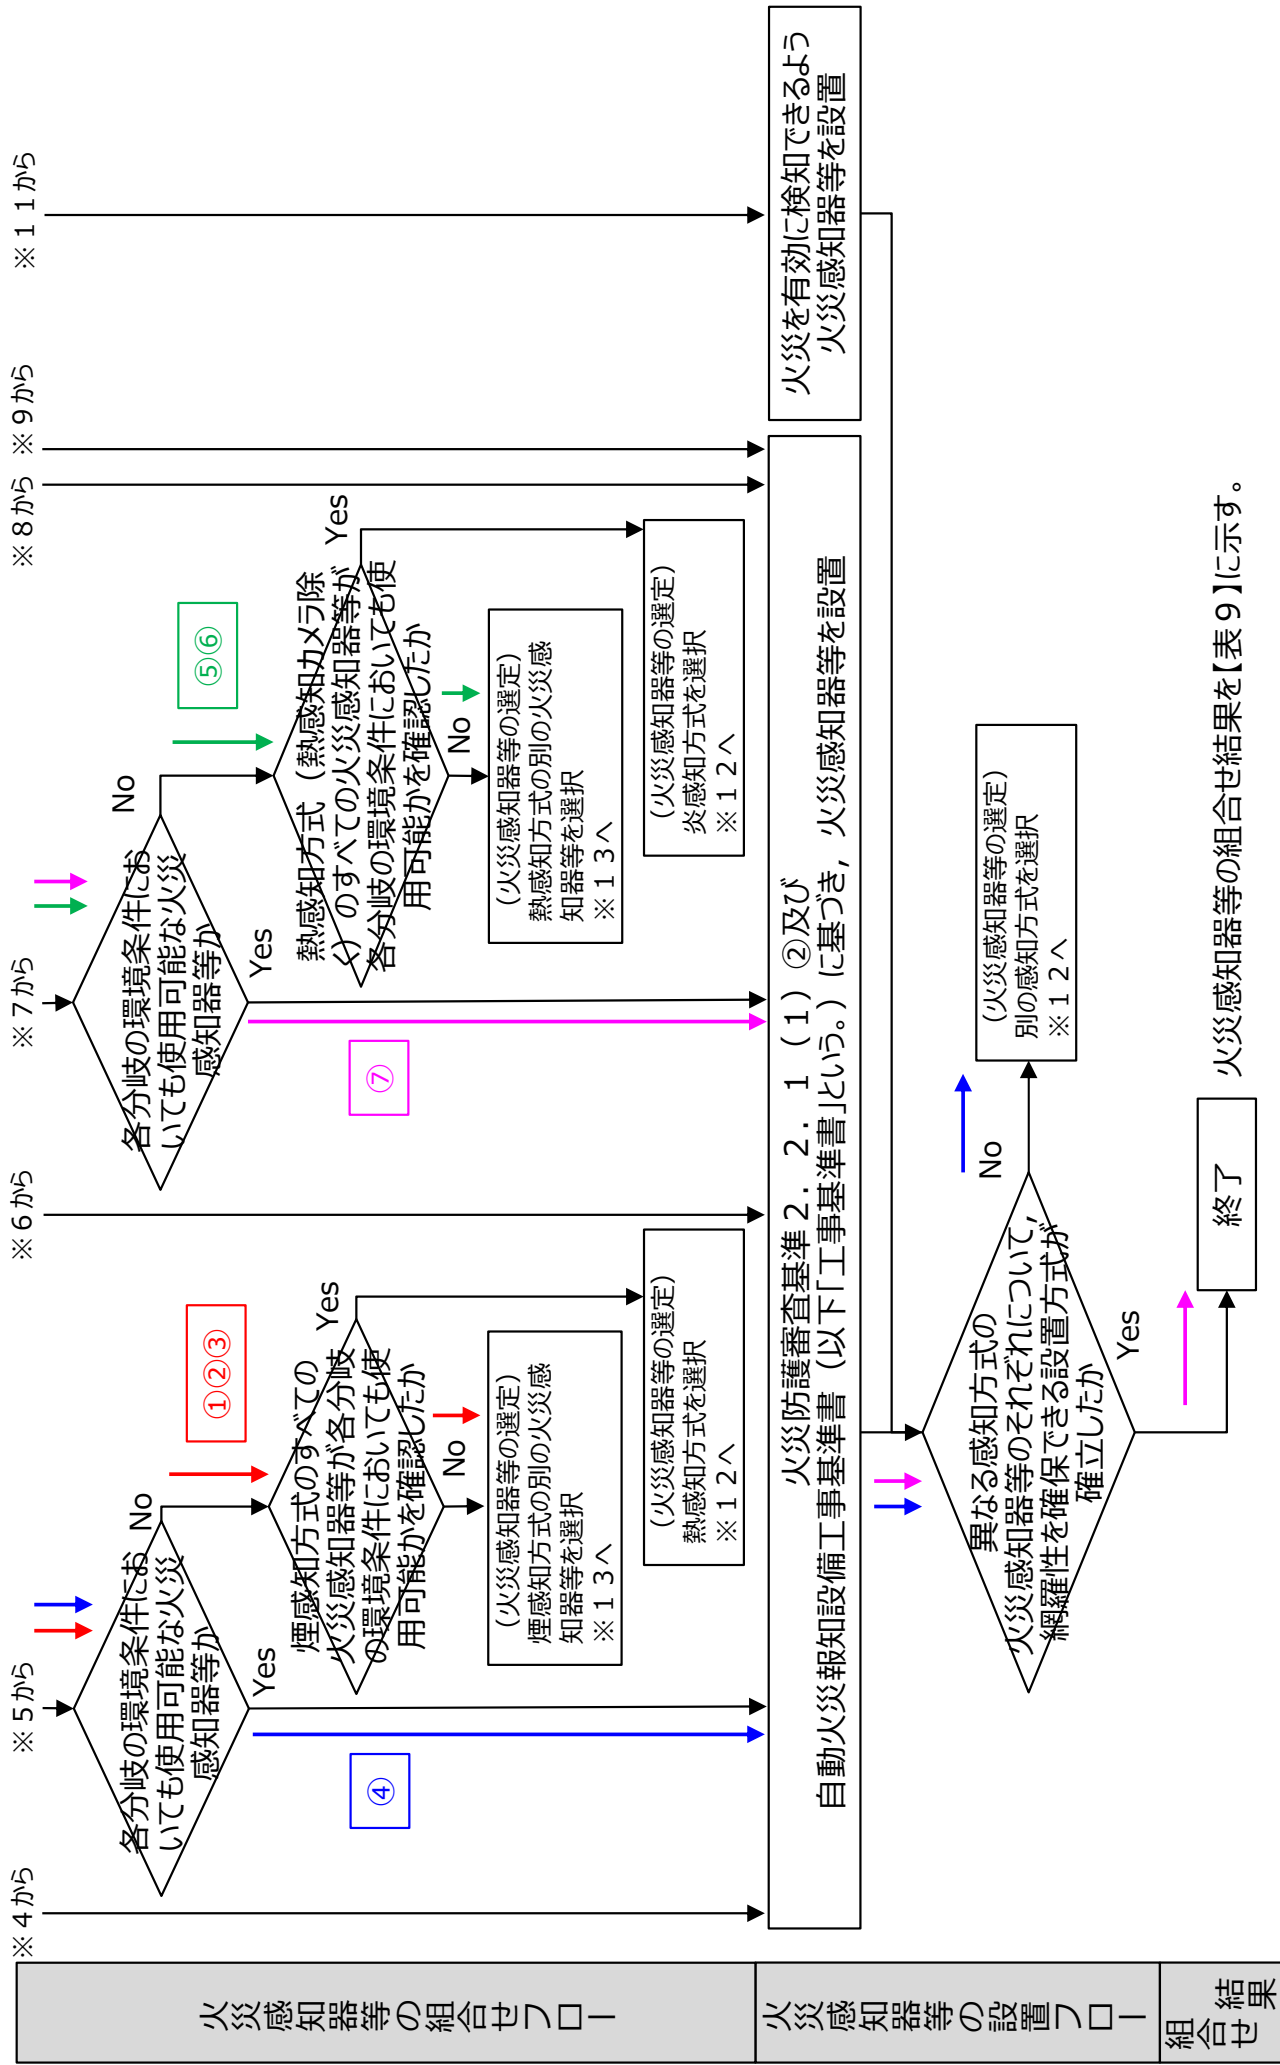 火災感知器等の組合せフロー
火災感知器等の設置フロー
組合せ結果
※４から
※５から
※６から
※７から
※８から
※９から
※１１から
各分岐の環境条件にお
いても使用可能な火災
感知器等か
No
Yes
①②③
④
煙感知方式のすべての
火災感知器等が各分岐
の環境条件においても使
用可能かを確認したか
Yes
No
（火災感知器等の選定）
煙感知方式の別の火災感
知器等を選択
※１３へ
（火災感知器等の選定）
熱感知方式を選択
※１２へ
各分岐の環境条件にお
いても使用可能な火災
感知器等か
No
Yes
⑤⑥
⑦
熱感知方式（熱感知カメラ除
く）のすべての火災感知器等が
各分岐の環境条件においても使
用可能かを確認したか
Yes
No
（火災感知器等の選定）
熱感知方式の別の火災感
知器等を選択
※１３へ
（火災感知器等の選定）
炎感知方式を選択
※１２へ
火災防護審査基準２．２．１（１）②及び
自動火災報知設備工事基準書（以下「工事基準書」という。）に基づき，火災感知器等を設置
火災を有効に検知できるよう
火災感知器等を設置
異なる感知方式の
火災感知器等のそれぞれについて，
網羅性を確保できる設置方式が
確立したか
No
Yes
（火災感知器等の選定）
別の感知方式を選択
※１２へ
終了
火災感知器等の組合せ結果を【表９】に示す。